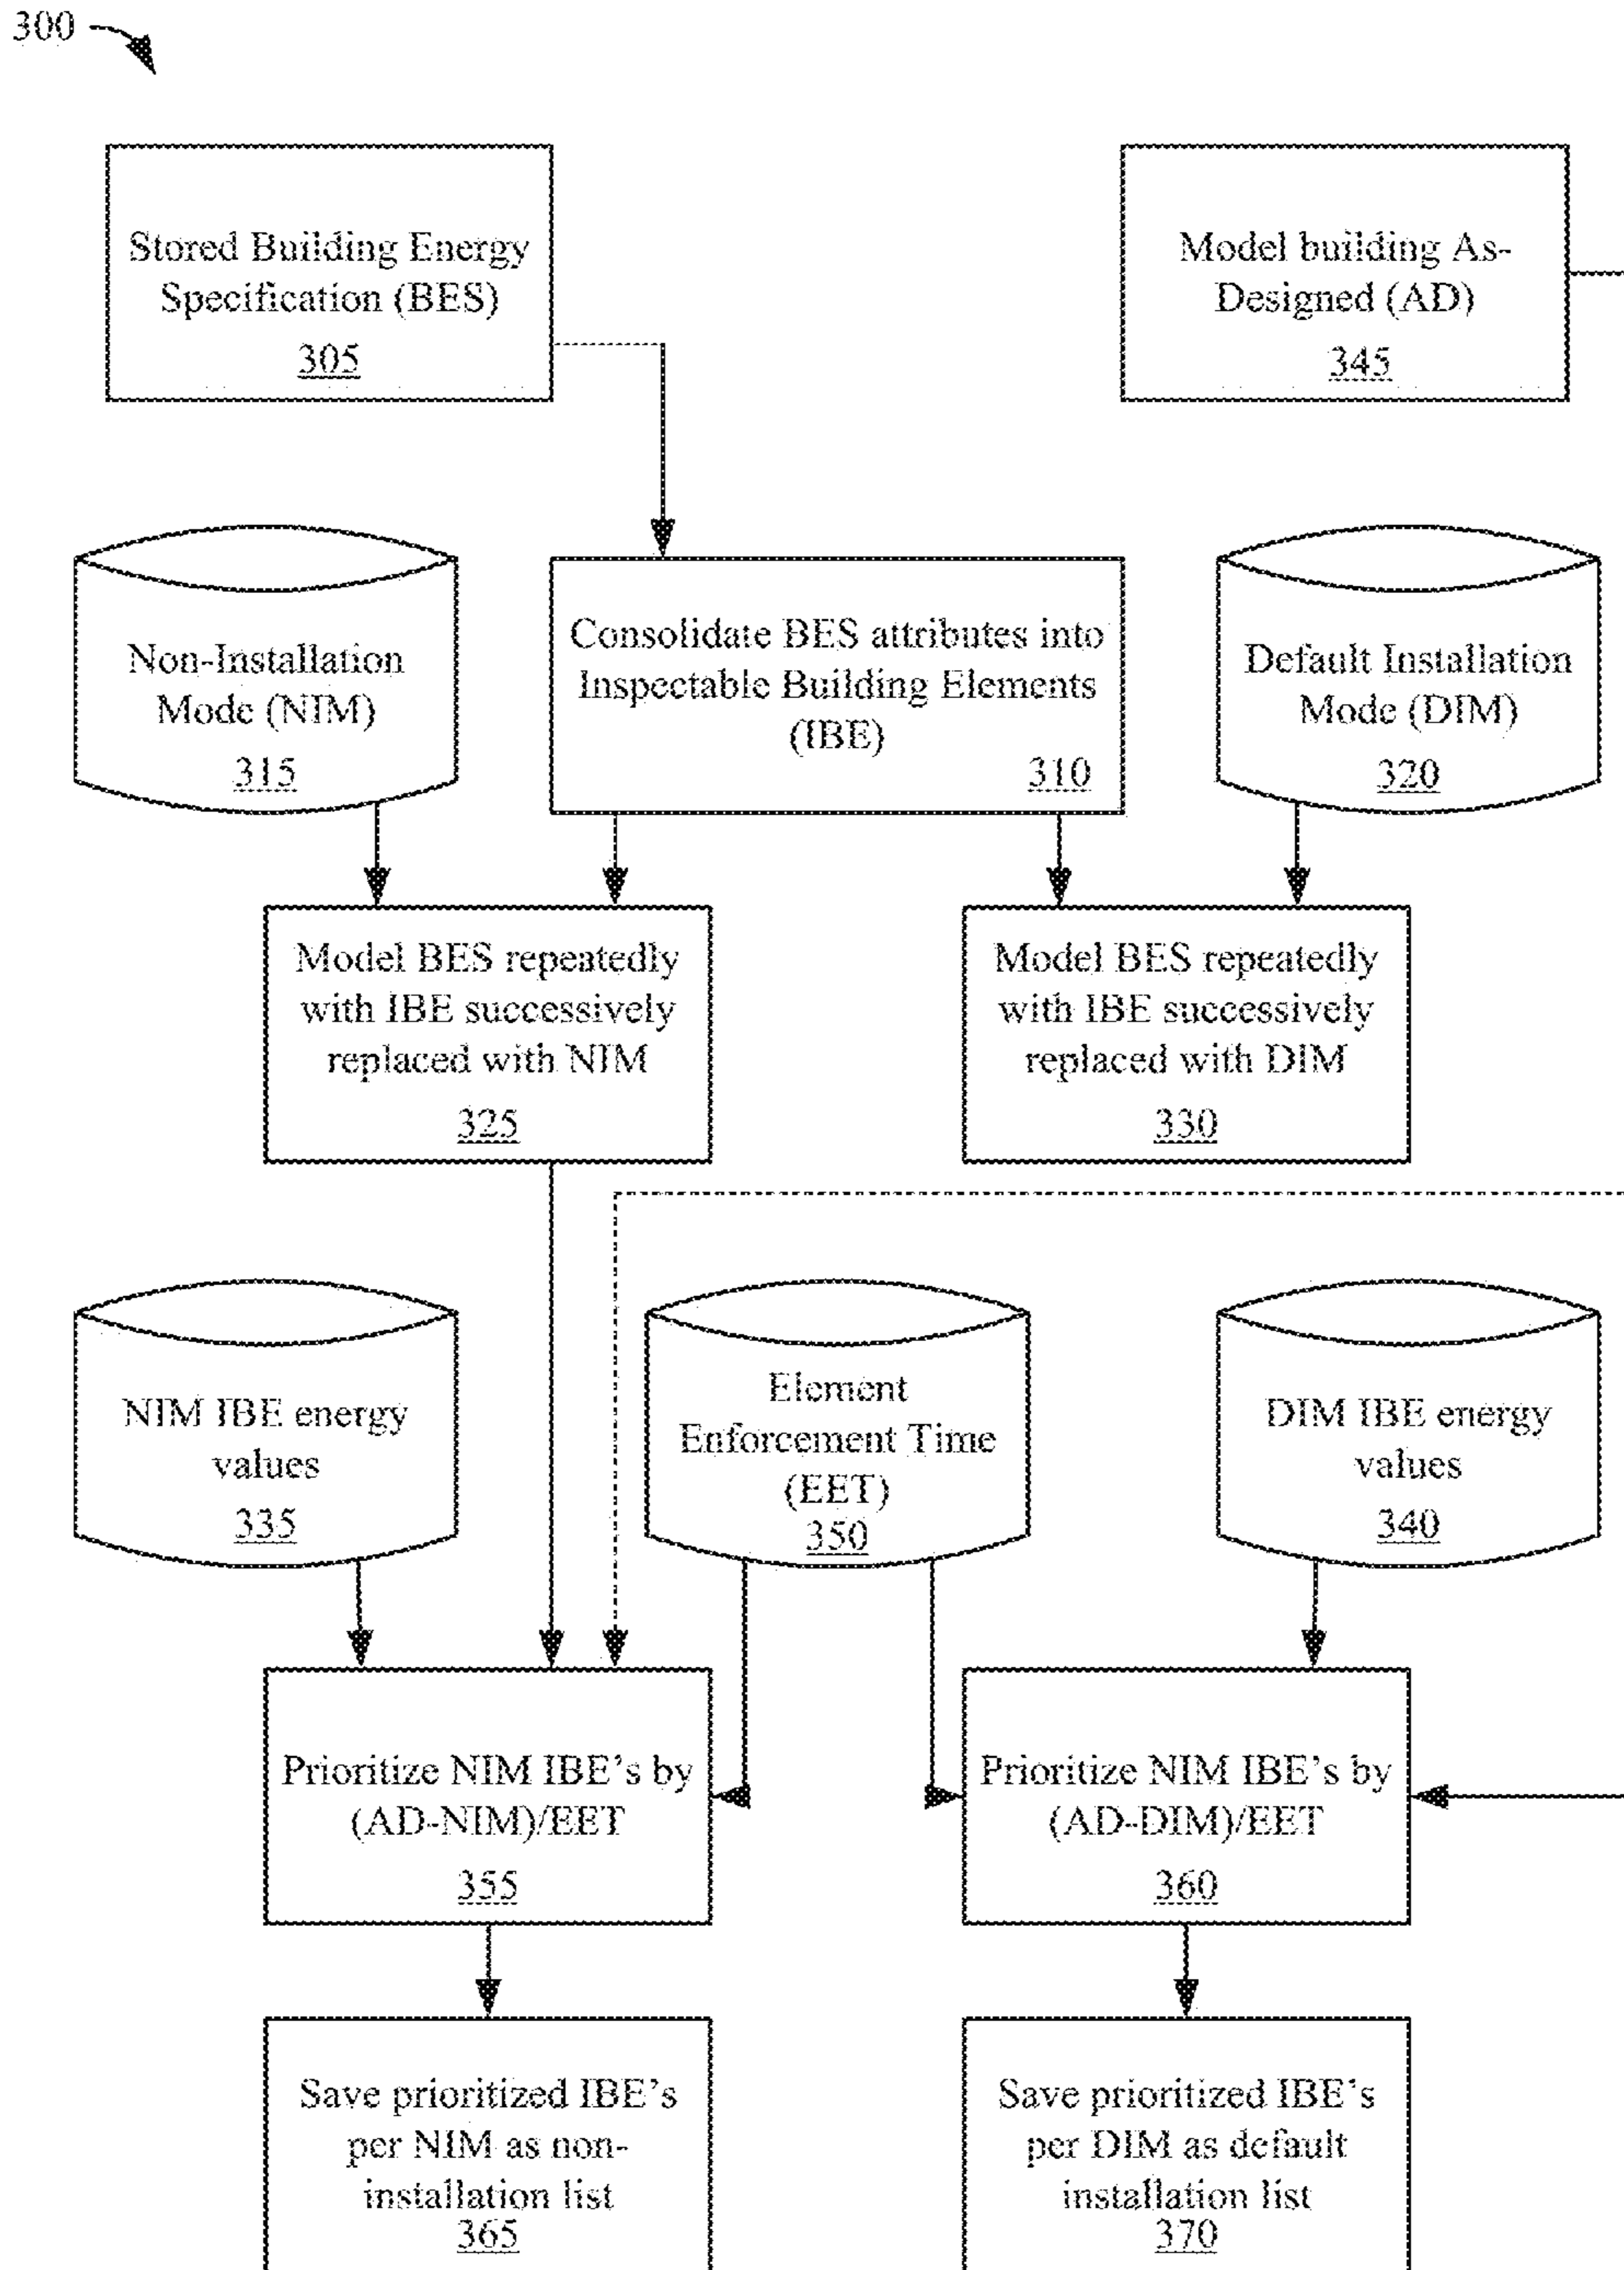 300
Stored Building Energy
Specification (BES)
305
Model building As-
Designed (AD)
345
Non-Installation
Mode (NIM)
315
Consolidate BES attributes into
Inspectable Building Elements
(IBE)
310
Default Installation
Mode (DIM)
320
Model BES repeatedly
with IBE successively
replaced with NIM
325
Model BES repeatedly
with IBE successively
replaced with DIM
330
NIM IBE energy
values
335
Element
Enforcement Time
(EET)
350
DIM IBE energy
values
340
Prioritize NIM IBE's by
(AD-NIM)/EET
355
Prioritize NIM IBE's by
(AD-DIM)/EET
360
Save prioritized IBE's
per NIM as non-
installation list
365
Save prioritized IBE's
per DIM as default
installation list
370